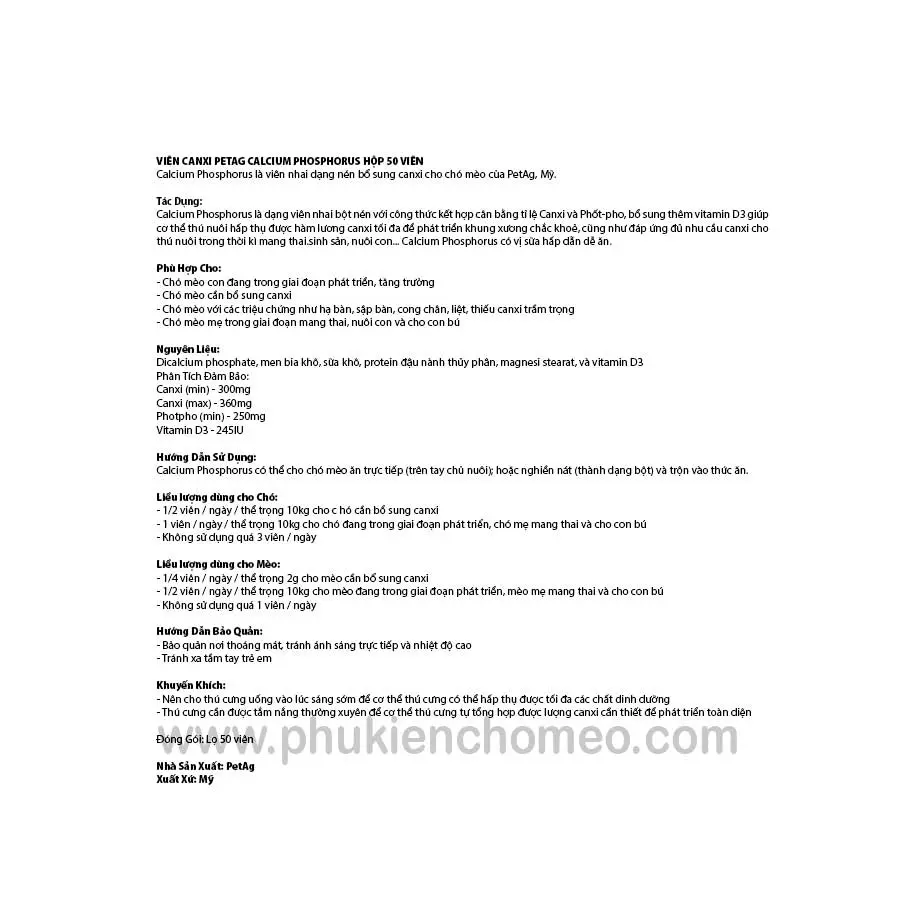 VIÊN CANXI PETAG CALCIUM PHOSPHORUS HỘP 50 VIÊN
Calcium Phosphorus là viên nhai dạng nén bổ sung canxi cho chó mèo của PetAg, Mỹ.
Tác Dụng:
Calcium Phosphorus là dạng viên nhai bột nén với công thức kết hợp cân bằng tỉ lệ Canxi và Phốt-pho, bổ sung thêm vitamin D3 giúp
cơ thể thú nuôi hấp thụ được hàm lượng canxi tối đa để phát triển khung xương chắc khoẻ, cũng như đáp ứng đủ nhu cầu canxi cho
thú nuôi trong thời kì mang thai.sinh sản, nuôi con... Calcium Phosphorus có vị sữa hấp dẫn dễ ăn.
Phù Hợp Cho:
- Chó mèo con đang trong giai đoạn phát triển, tăng trưởng
- Chó mèo cần bổ sung canxi
- Chó mèo với các triệu chứng như hạ bàn, sập bàn, cong chân, liệt, thiếu canxi trầm trọng
- Chó mèo mẹ trong giai đoạn mang thai, nuôi con và cho con bú
Nguyên Liệu:
Dicalcium phosphate, men bia khô, sữa khô, protein đậu nành thủy phân, magnesi stearat, và vitamin D3
Phân Tích Đảm Bảo:
Canxi (min) - 300mg
Canxi (max) - 360mg
Photpho (min) - 250mg
Vitamin D3 - 245IU
Hướng Dẫn Sử Dụng:
Calcium Phosphorus có thể cho chó mèo ăn trực tiếp (trên tay chủ nuôi); hoặc nghiền nát (thành dạng bột) và trộn vào thức ăn.
Liều lượng dùng cho Chó:
- 1/2 viên / ngày / thể trọng 10kg cho c hó cần bổ sung canxi
- 1 viên / ngày / thể trọng 10kg cho chó đang trong giai đoạn phát triển, chó mẹ mang thai và cho con bú
- Không sử dụng quá 3 viên / ngày
Liều lượng dùng cho Mèo:
- 1/4 viên / ngày / thể trọng 2g cho mèo cần bổ sung canxi
- 1/2 viên / ngày / thể trọng 10kg cho mèo đang trong giai đoạn phát triển, mèo mẹ mang thai và cho con bú
- Không sử dụng quá 1 viên / ngày
Hướng Dẫn Bảo Quản:
- Bảo quản nơi thoáng mát, tránh ánh sáng trực tiếp và nhiệt độ cao
- Tránh xa tầm tay trẻ em
Khuyến Khích:
- Nên cho thú cưng uống vào lúc sáng sớm để cơ thể thú cưng có thể hấp thụ được tối đa các chất dinh dưỡng
- Thú cưng cần được tắm nắng thường xuyên để cơ thể thú cưng tự tổng hợp được lượng canxi cần thiết để phát triển toàn diện
www.phukienchomeo.com
Đóng Gói: Lọ 50 viên
Nhà Sản Xuất: PetAg
Xuất Xứ: Mỹ